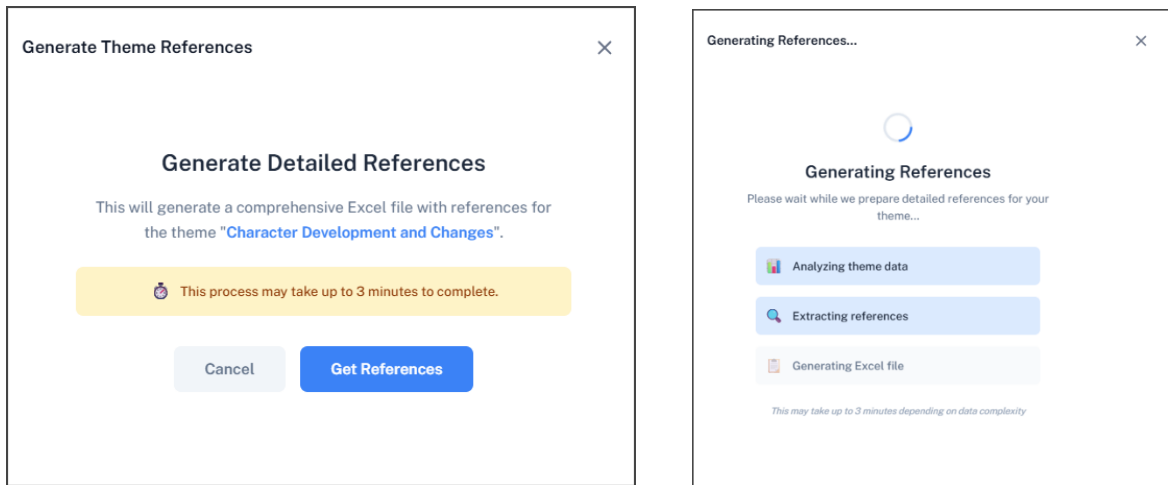 Generate Theme References
Generate Detailed References
This will generate a comprehensive Excel file with references for
the theme "Character Development and Changes".
This process may take up to 3 minutes to complete.
Cancel
Get References
Generating References...
Generating References
Please wait while we prepare detailed references for your
theme...
Analyzing theme data
Extracting references
Generating Excel file
This may take up to 3 minutes depending on data complexity